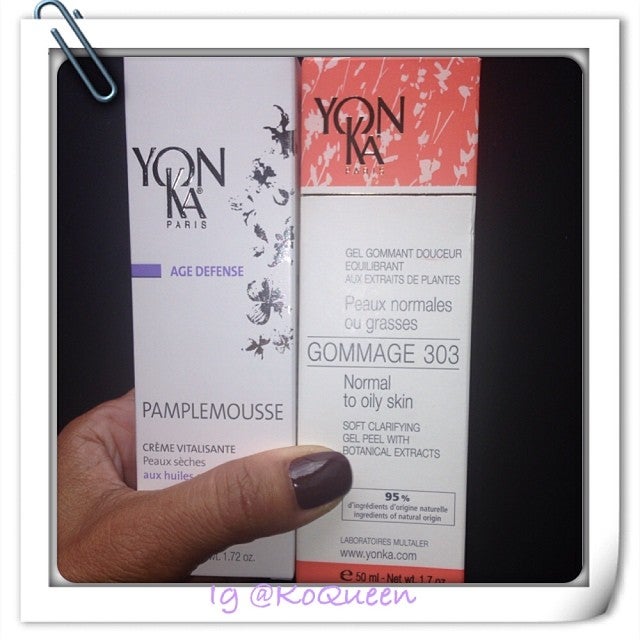 YON
KA®
PARIS
AGE DEFENSE
PAMPLEMOUSSE
CRÈME VITALISANTE
Peaux sèches
aux huiles
1.72 oz.
YON
KA
PARIS
GEL GOMMANT DOUCEUR
EQUILIBRANT
AUX EXTRAITS DE PLANTES
Peaux normales
ou grasses
GOMMAGE 303
Normal
to oily skin
SOFT CLARIFYING
GEL PEEL WITH
BOTANICAL EXTRACTS
95%
d'ingrédients d'origine naturelle
ingredients of natural origin
LABORATOIRES MULTALER
www.yonka.com
e 50 ml - Net wt. 1.7 oz
Ig @KoQueen